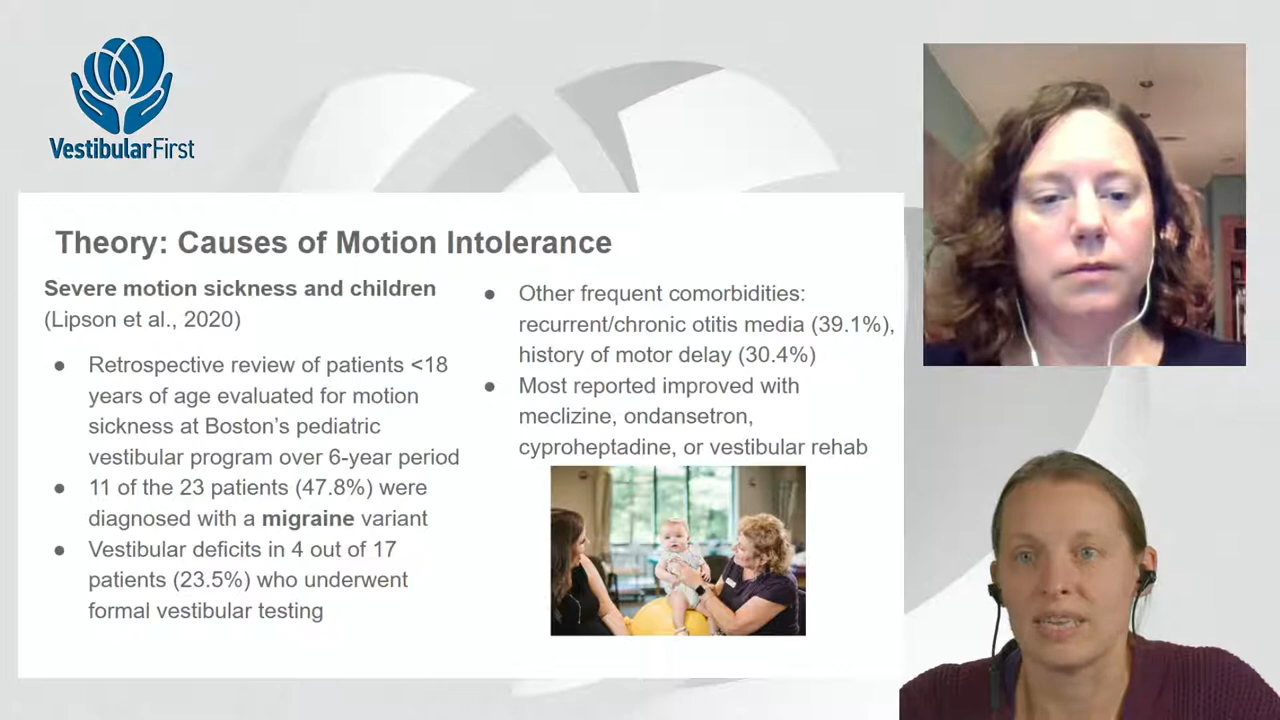 VestibularFirst
Theory: Causes of Motion Intolerance
Severe motion sickness and children
(Lipson et al., 2020)
● Retrospective review of patients <18
years of age evaluated for motion
sickness at Boston's pediatric
vestibular program over 6-year period
● 11 of the 23 patients (47.8%) were
diagnosed with a migraine variant
● Vestibular deficits in 4 out of 17
patients (23.5%) who underwent
formal vestibular testing
● Other frequent comorbidities:
recurrent/chronic otitis media (39.1%),
history of motor delay (30.4%)
● Most reported improved with
meclizine, ondansetron,
cyproheptadine, or vestibular rehab